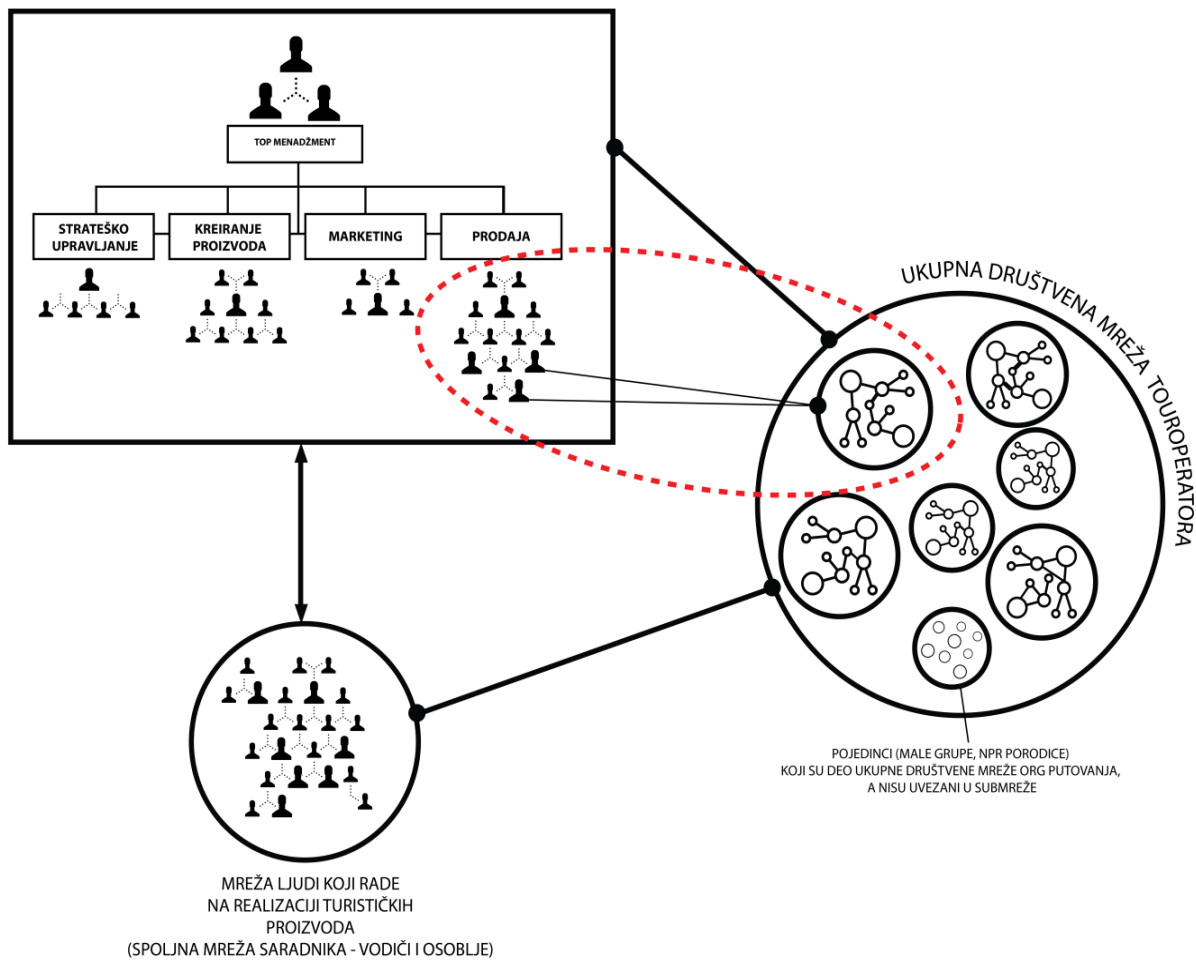 TOP MENADŽMENT
STRATEŠKO
UPRAVLJANJE
KREIRANJE
PROIZVODA
MARKETING
PRODAJA
UKUPNA DRUŠTVENA MREŽA TOUROPERATORA
POJEDINCI (MALE GRUPE, NPR PORODICE)
KOJI SU DEO UKUPNE DRUŠTVENE MREŽE ORG PUTOVANJA,
A NISU UVEZANI U SUBMREŽE
MREŽA LJUDI KOJI RADE
NA REALIZACIJI TURISTIČKIH
PROIZVODA
(SPOLJNA MREŽA SARADNIKA - VODIČI I OSOBLJE)